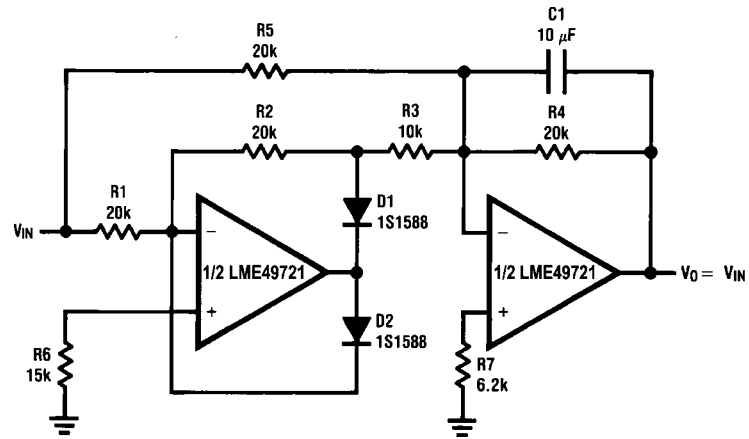 C1
10 µF
R5
20k
R2
20k
R3
10k
R4
20k
R1
20k
D1
1S1588
VIN
−
1/2 LME49721
+
−
1/2 LME49721
+
VO = VIN
D2
1S1588
R6
15k
R7
6.2k